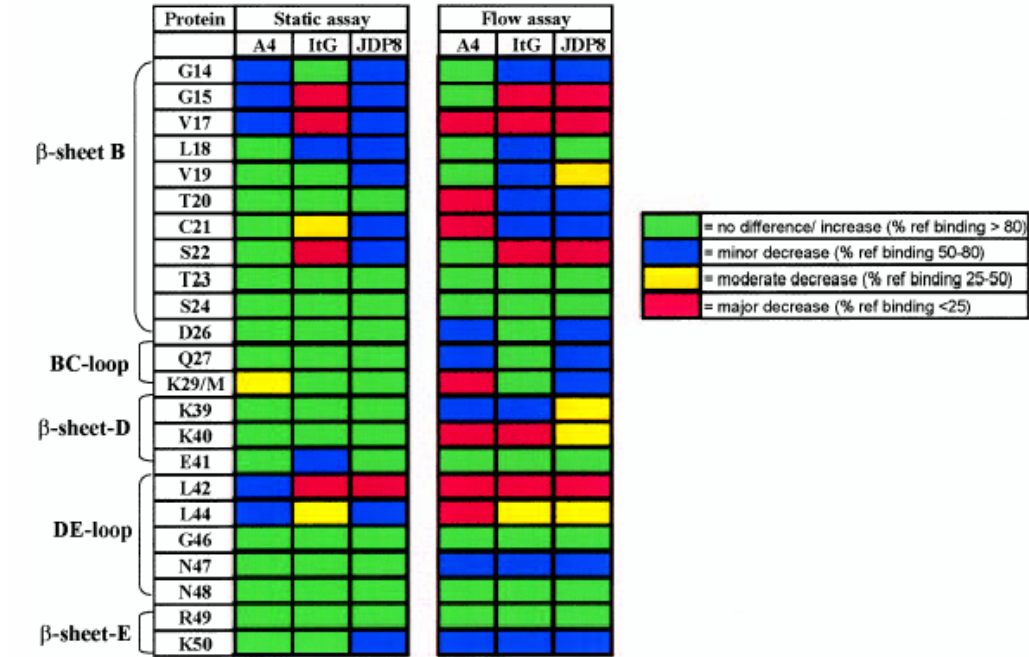 Protein Static assay Flow assay
A4 ItG JDP8 A4 ItG JDP8
G14
G15
V17
β-sheet B L18
V19
T20
C21
S22
T23
S24
D26
BC-loop Q27
K29/M
K39
β-sheet-D K40
E41
L42
DE-loop L44
G46
N47
N48
β-sheet-E R49
K50
= no difference/ increase (% ref binding > 80)
= minor decrease (% ref binding 50-80)
= moderate decrease (% ref binding 25-50)
= major decrease (% ref binding <25)